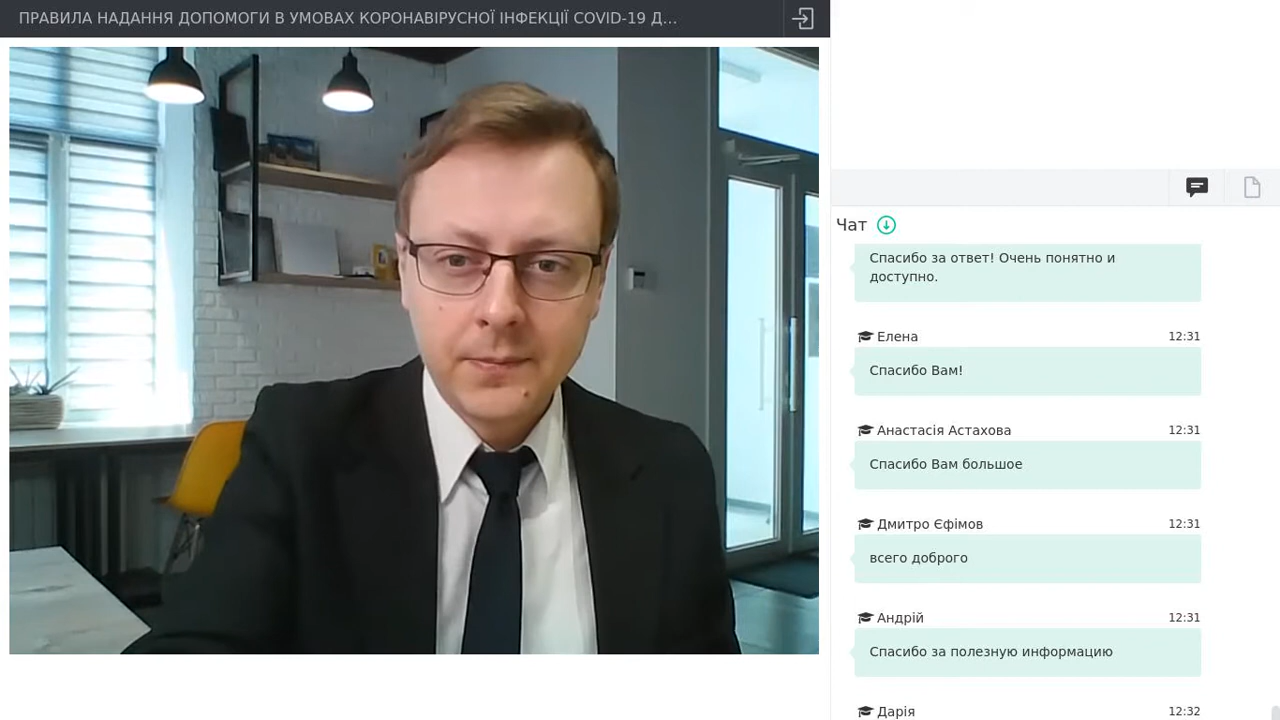 ПРАВИЛА НАДАННЯ ДОПОМОГИ В УМОВАХ КОРОНАВІРУСНОЇ ІНФЕКЦІЇ COVID-19 Д...
Чат
Спасибо за ответ! Очень понятно и
доступно.
Елена 12:31
Спасибо Вам!
Анастасія Астахова 12:31
Спасибо Вам большое
Дмитро Єфімов 12:31
всего доброго
Андрій 12:31
Спасибо за полезную информацию
Дарія 12:32